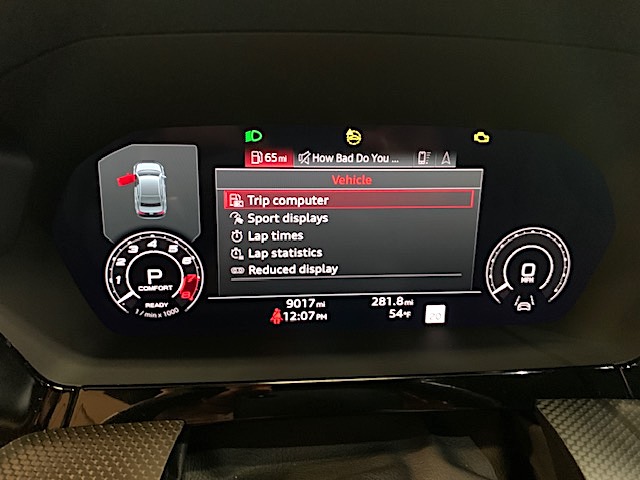 65 mi How Bad Do You ...
Vehicle
Trip computer
Sport displays
Lap times
Lap statistics
Reduced display
1 2 3 4 5 6 7 8
P
COMFORT
READY
1 / min x 1000
0
MPH
9017 mi 281.8 mi
12:07 PM 54 °F